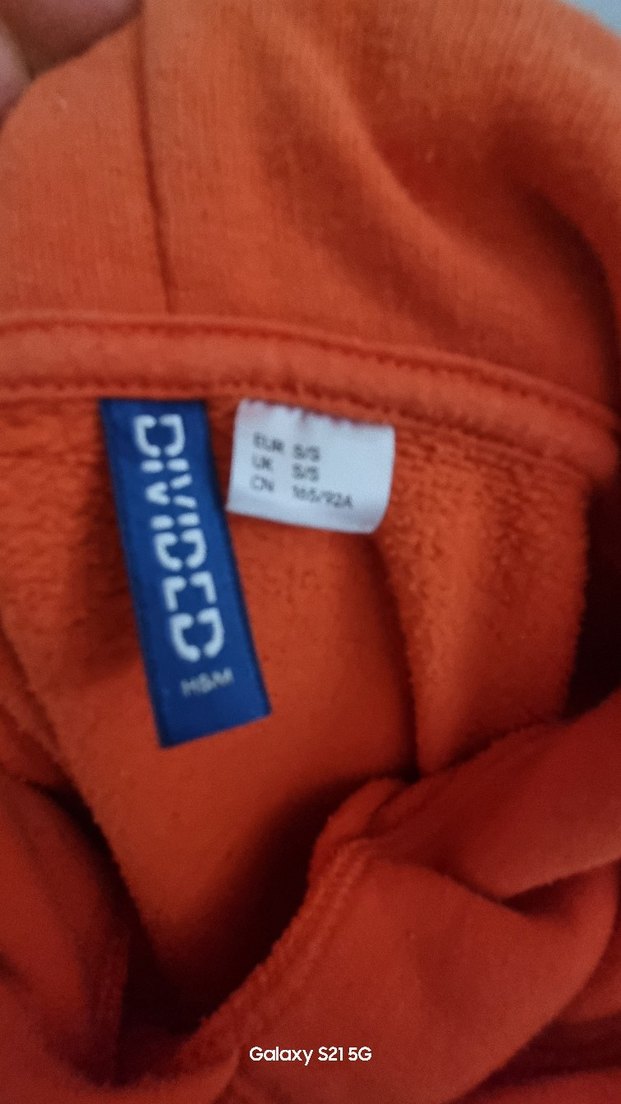 DIVIDED
H&M
EUR S/S
UK S/S
CN 165/92A
Galaxy S21 5G